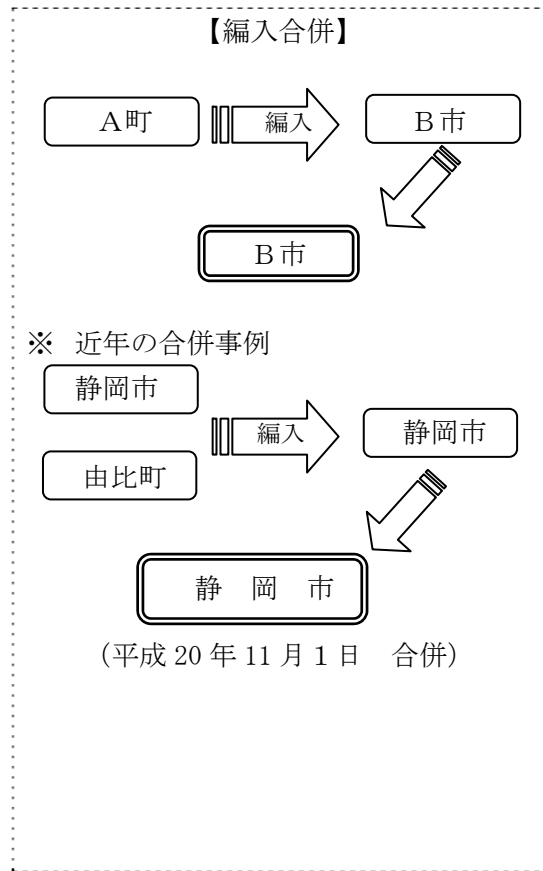 【編入合併】
A町
編入
B市
B市
※ 近年の合併事例
静岡市
由比町
編入
静岡市
静 岡 市
(平成 20 年 11 月1日 合併)